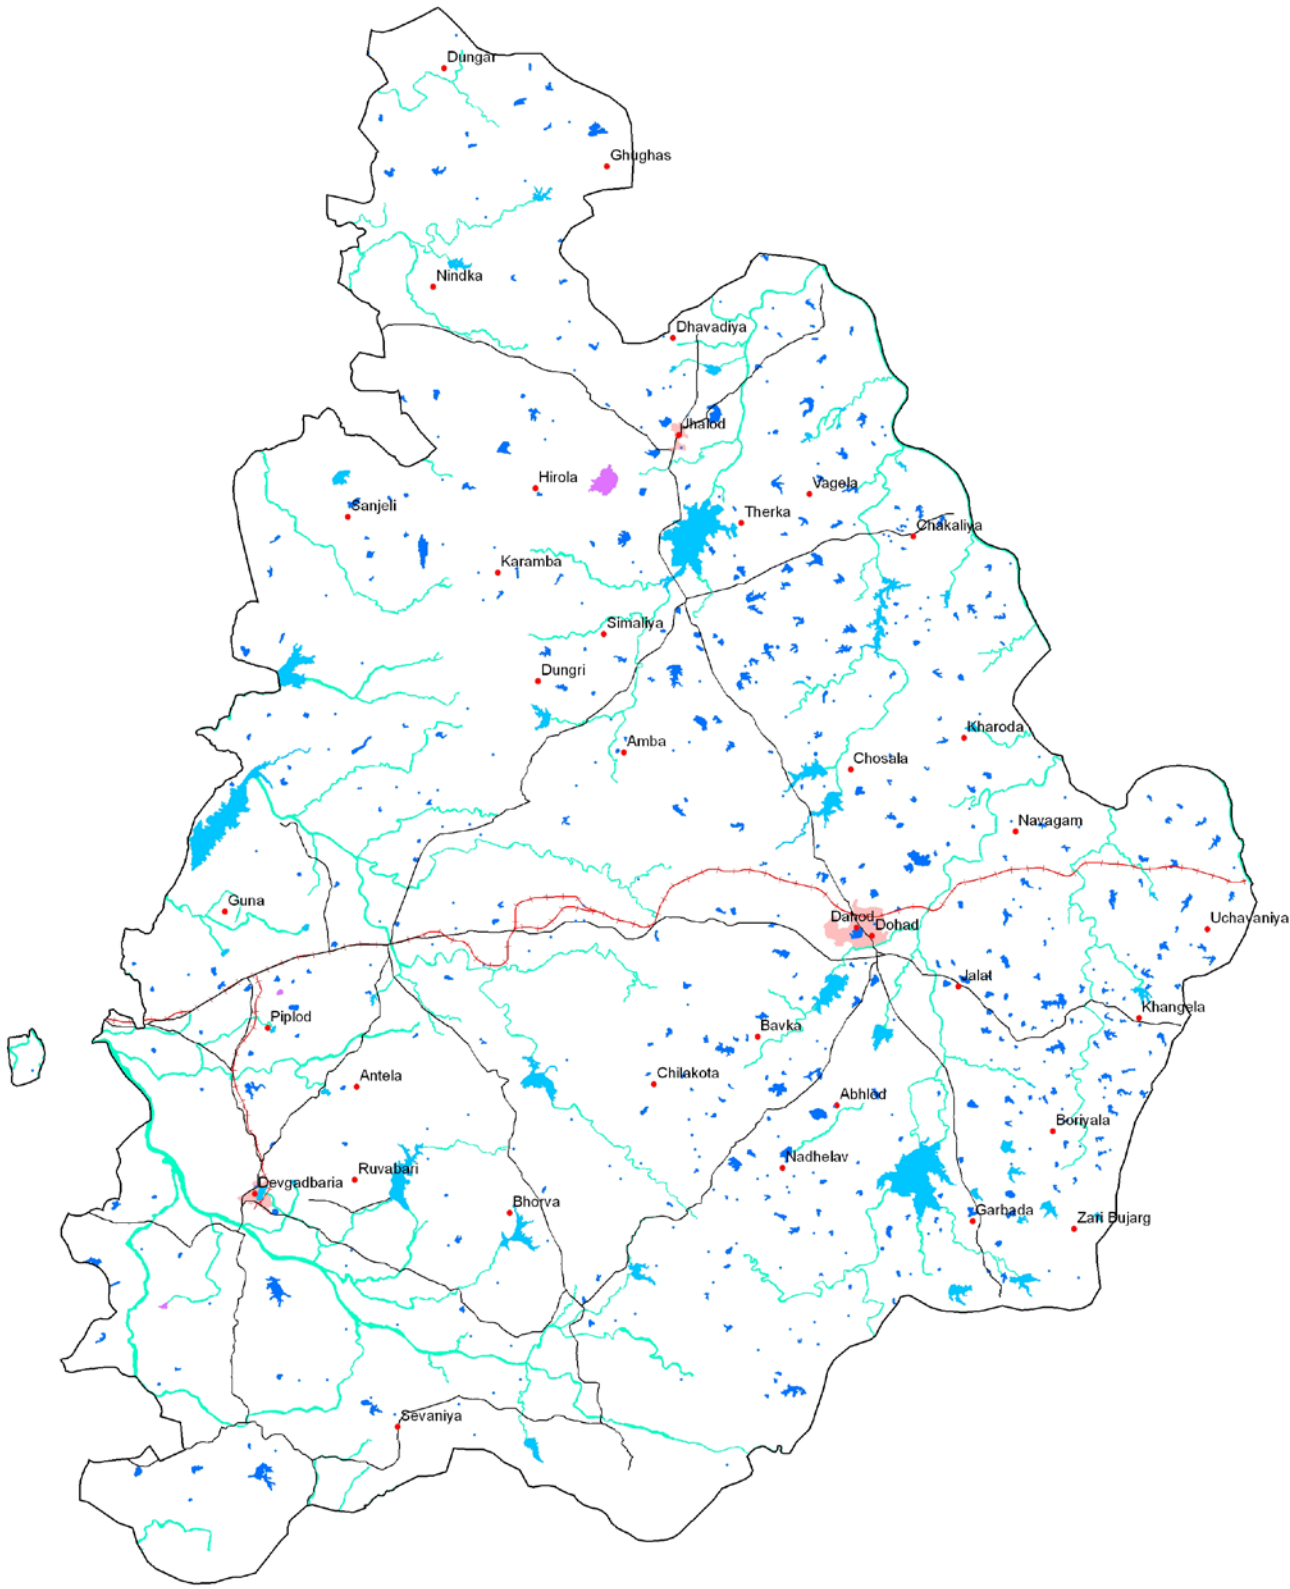 Dungar
Ghughas
Nindka
Dhavadiya
Jhalod
Hirola
Vagela
Sanjeli
Therka
Chakaliya
Karamba
Simaliya
Dungri
Kharoda
Amba
Chosala
Navagam
Guna
Dahod
Dohad
Uchavaniya
Jalat
Khangela
Piplod
Bavka
Antela
Chilakota
Abhlod
Boriyala
Nadhelav
Ruvabari
Devgadbaria
Bhorva
Garbada
Zari Bujarg
Sevaniya